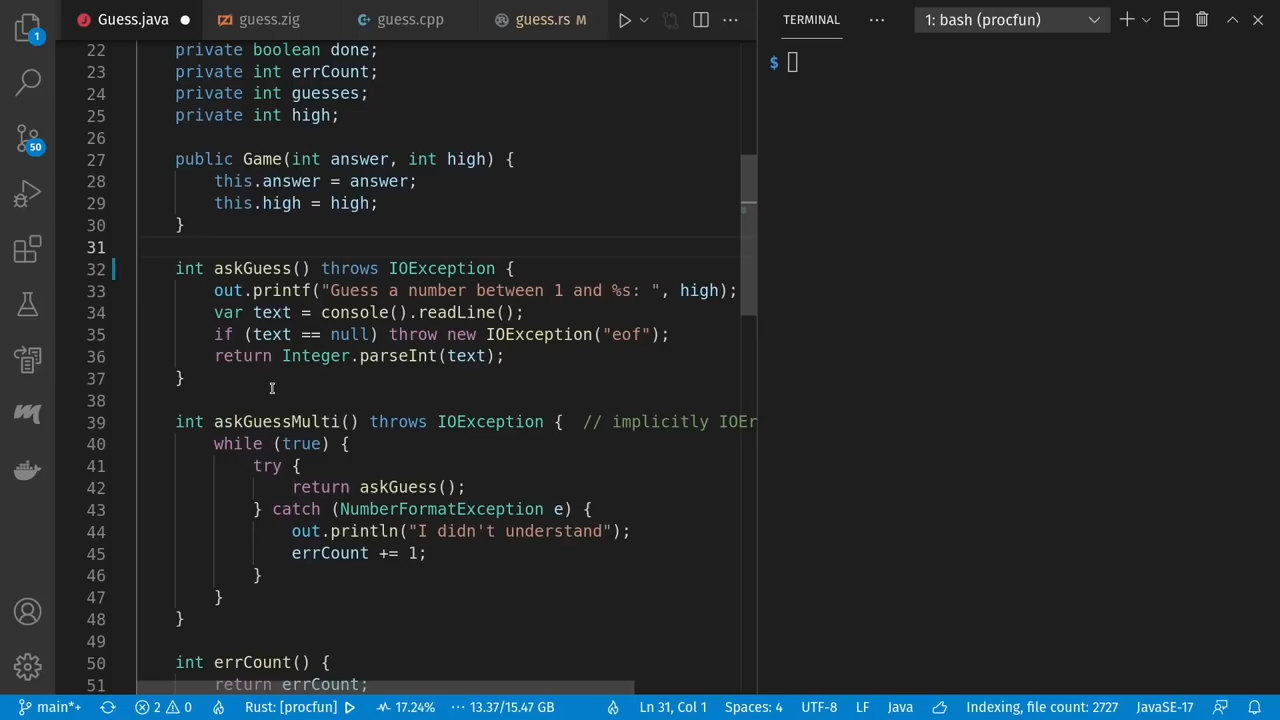 Guess.java guess.zig guess.cpp guess.rs M
TERMINAL 1: bash (procfun)
1
50
22 private boolean done;
23 private int errCount;
24 private int guesses;
25 private int high;
26
27 public Game(int answer, int high) {
28 this.answer = answer;
29 this.high = high;
30 }
31
32 int askGuess() throws IOException {
33 out.printf("Guess a number between 1 and %s: ", high);
34 var text = console().readLine();
35 if (text == null) throw new IOException("eof");
36 return Integer.parseInt(text);
37 }
38
39 int askGuessMulti() throws IOException { // implicitly IOEr
40 while (true) {
41 try {
42 return askGuess();
43 } catch (NumberFormatException e) {
44 out.println("I didn't understand");
45 errCount += 1;
46 }
47 }
48 }
49
50 int errCount() {
51 return errCount;
$
main*+ 2 0 Rust: [procfun] 17.24% 13.37/15.47 GB Ln 31, Col 1 Spaces: 4 UTF-8 LF Java Indexing, file count: 2727 JavaSE-17